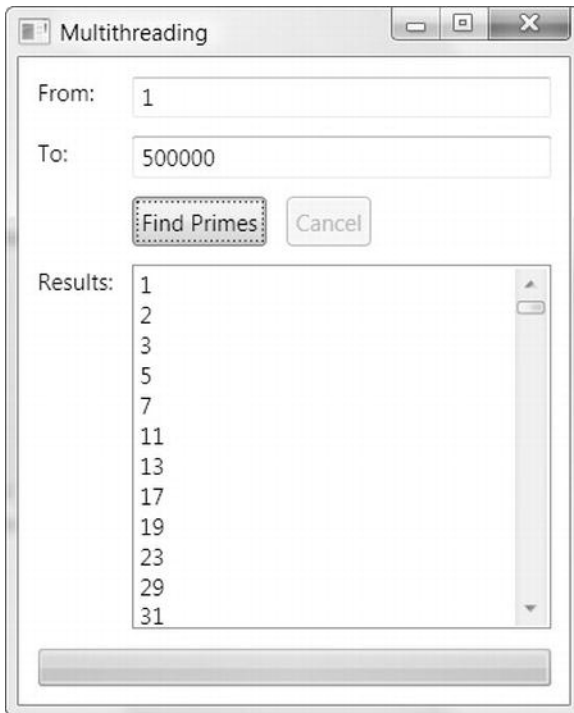 Multithreading
From: 1
To: 500000
Find Primes Cancel
Results: 1
2
3
5
7
11
13
17
19
23
29
31